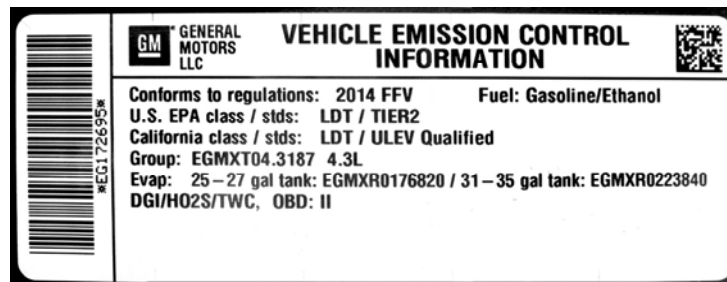 *EG172695*
GM
GENERAL
MOTORS
LLC
VEHICLE EMISSION CONTROL
INFORMATION
Conforms to regulations: 2014 FFV Fuel: Gasoline/Ethanol
U.S. EPA class / stds: LDT / TIER2
California class / stds: LDT / ULEV Qualified
Group: EGMXT04.3187 4.3L
Evap: 25–27 gal tank: EGMXR0176820 / 31–35 gal tank: EGMXR0223840
DGI/HO2S/TWC, OBD: II